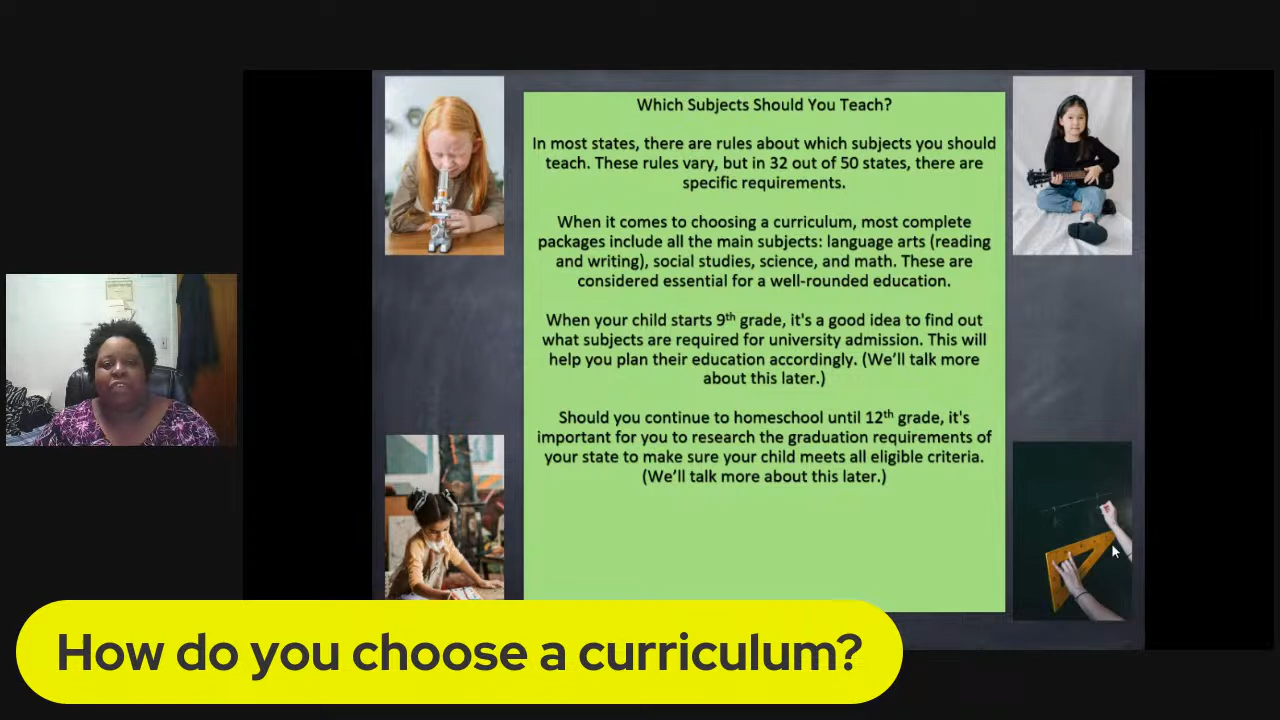 Which Subjects Should You Teach?
In most states, there are rules about which subjects you should
teach. These rules vary, but in 32 out of 50 states, there are
specific requirements.
When it comes to choosing a curriculum, most complete
packages include all the main subjects: language arts (reading
and writing), social studies, science, and math. These are
considered essential for a well-rounded education.
When your child starts 9th grade, it's a good idea to find out
what subjects are required for university admission. This will
help you plan their education accordingly. (We’ll talk more
about this later.)
Should you continue to homeschool until 12th grade, it's
important for you to research the graduation requirements of
your state to make sure your child meets all eligible criteria.
(We’ll talk more about this later.)
How do you choose a curriculum?